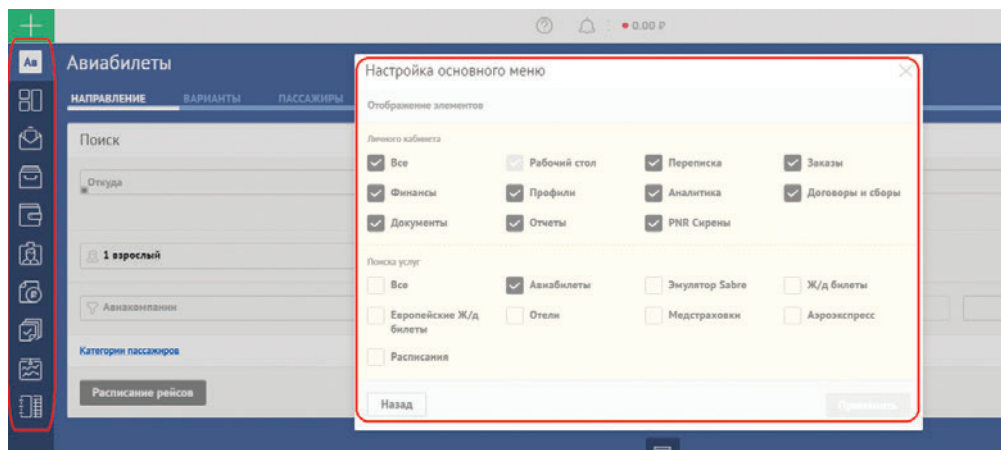 0.00 ₽
Ав
Авиабилеты
НАПРАВЛЕНИЕ ВАРИАНТЫ ПАССАЖИРЫ
Поиск
Откуда
1 взрослый
Авиакомпании
Категории пассажиров
Расписание рейсов
Настройка основного меню
Отображение элементов
Личного кабинета
Все Рабочий стол Переписка Заказы
Финансы Профили Аналитика Договоры и сборы
Документы Отчеты PNR Сирены
Поиска услуг
Все Авиабилеты Эмулятор Sabre Ж/д билеты
Европейские Ж/д Отели Медстраховки Аэроэкспресс
билеты
Расписания
Назад Применить